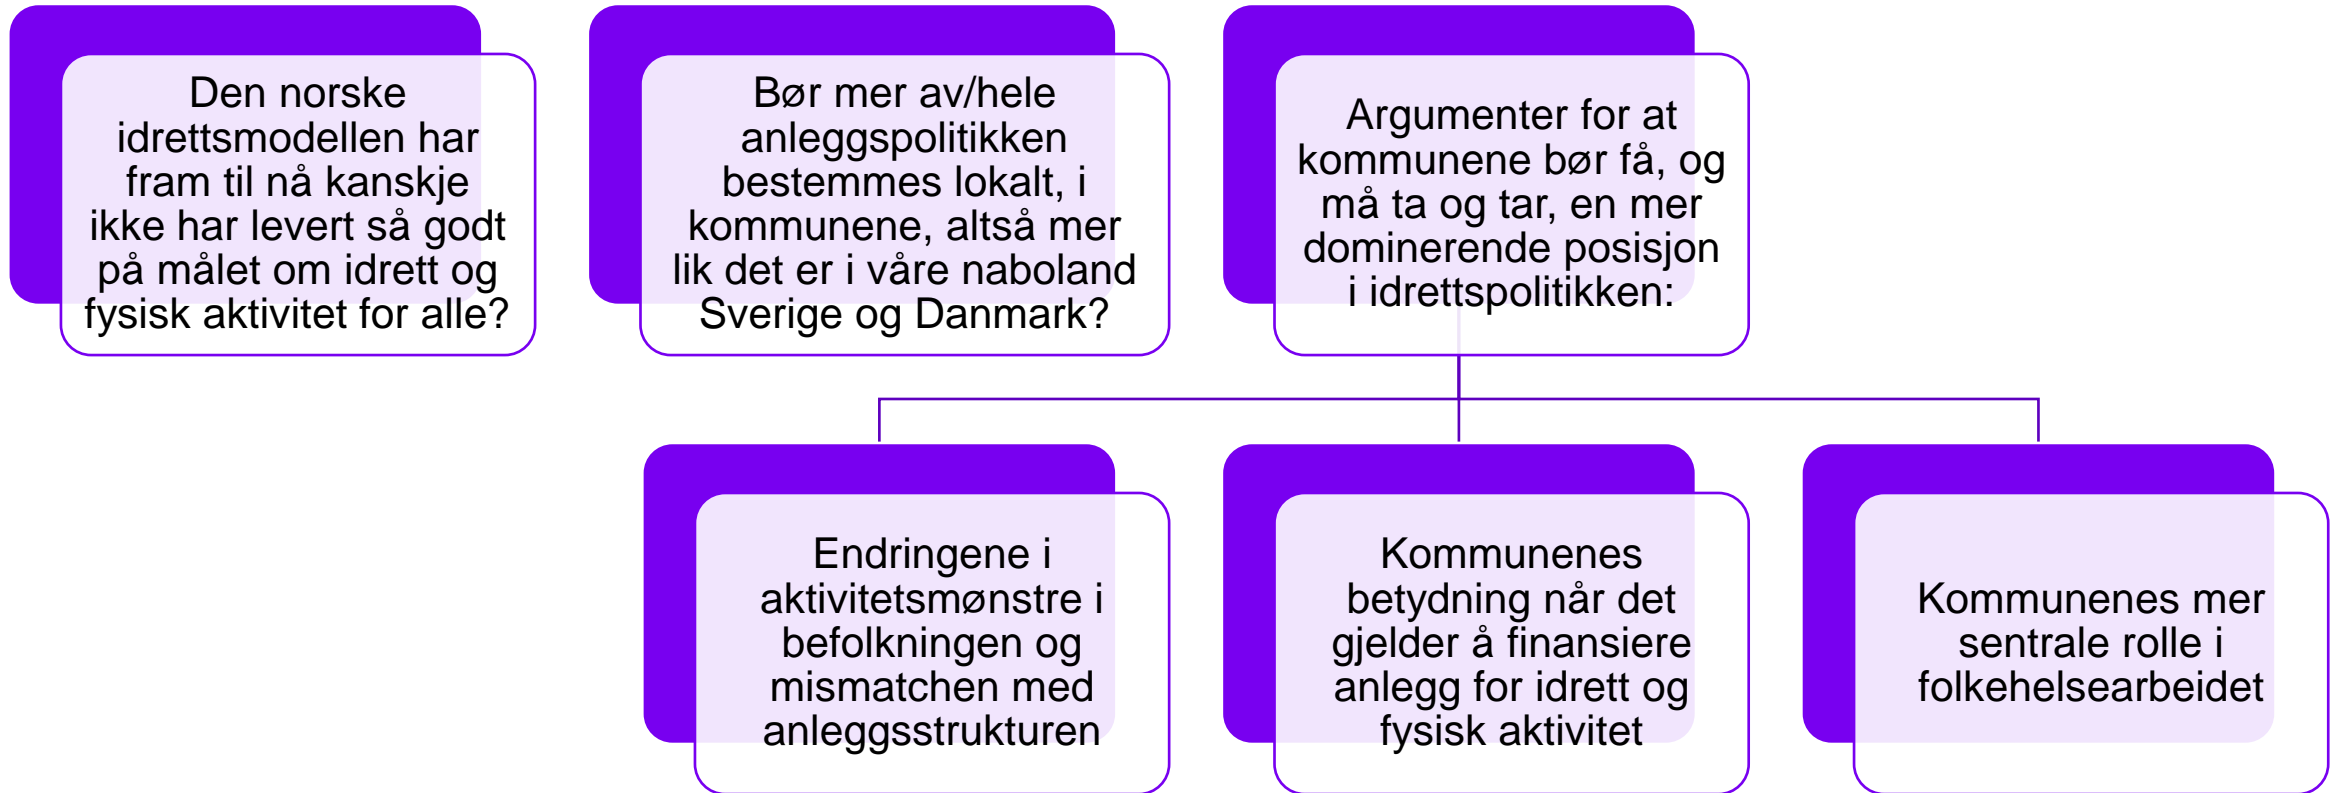 Den norske
idrettsmodellen har
fram til nå kanskje
ikke har levert så godt
på målet om idrett og
fysisk aktivitet for alle?
Bør mer av/hele
anleggspolitikken
bestemmes lokalt, i
kommunene, altså mer
lik det er i våre naboland
Sverige og Danmark?
Argumenter for at
kommunene bør få, og
må ta og tar, en mer
dominerende posisjon
i idrettspolitikken:
Endringene i
aktivitetsmønstre i
befolkningen og
mismatchen med
anleggsstrukturen
Kommunenes
betydning når det
gjelder å finansiere
anlegg for idrett og
fysisk aktivitet
Kommunenes mer
sentrale rolle i
folkehelsearbeidet